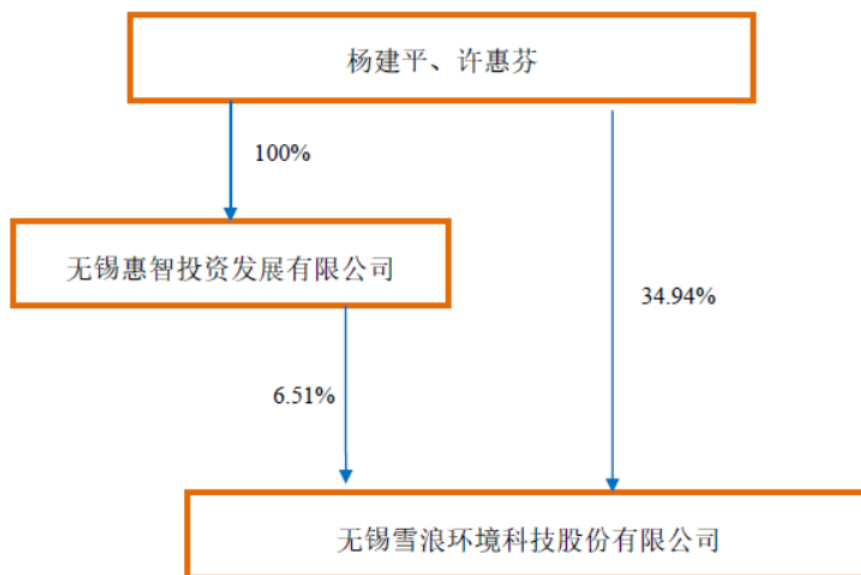 杨建平、许惠芬
100%
无锡惠智投资发展有限公司
34.94%
6.51%
无锡雪浪环境科技股份有限公司